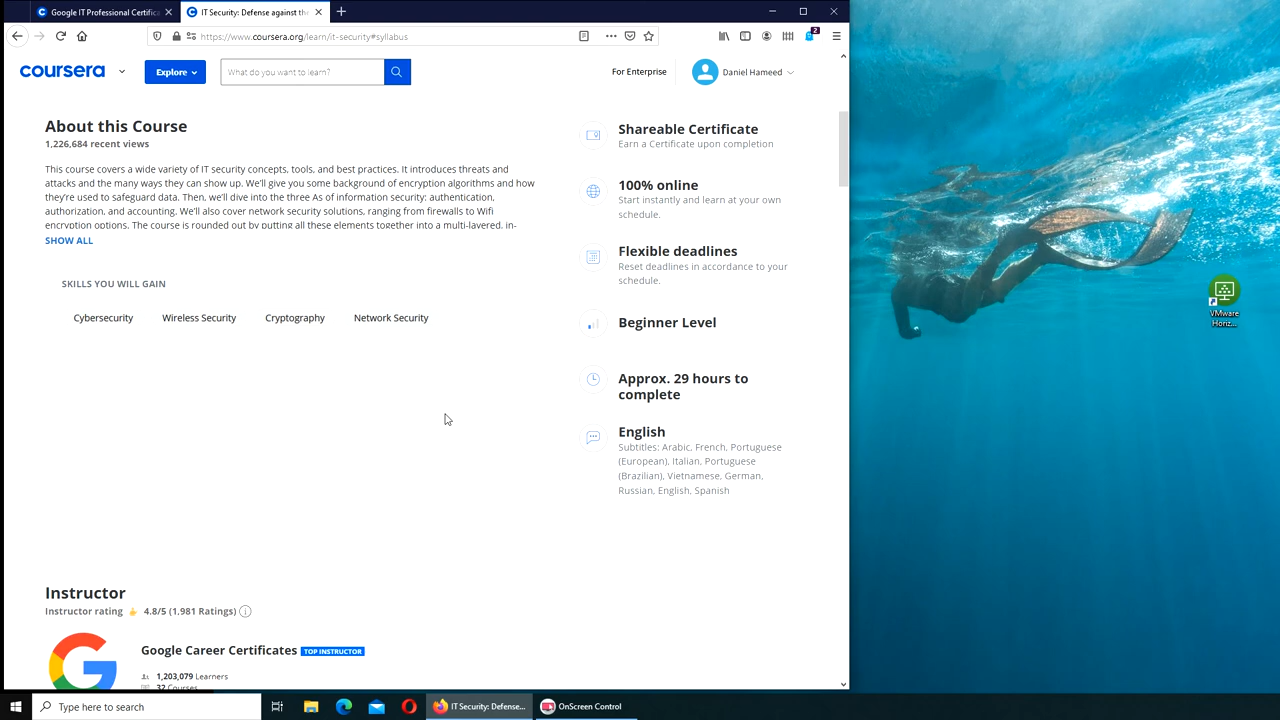 Google IT Professional Certifica
IT Security: Defense against th
https://www.coursera.org/learn/it-security#syllabus
2
coursera
Explore
What do you want to learn?
For Enterprise
Daniel Hameed
About this Course
1,226,684 recent views
This course covers a wide variety of IT security concepts, tools, and best practices. It introduces threats and
attacks and the many ways they can show up. We'll give you some background of encryption algorithms and how
they're used to safeguard data. Then, we'll dive into the three As of information security: authentication,
authorization, and accounting. We'll also cover network security solutions, ranging from firewalls to Wifi
encryption options. The course is rounded out by putting all these elements together into a multi-layered, in-
SHOW ALL
SKILLS YOU WILL GAIN
Cybersecurity
Wireless Security
Cryptography
Network Security
Shareable Certificate
Earn a Certificate upon completion
100% online
Start instantly and learn at your own
schedule.
Flexible deadlines
Reset deadlines in accordance to your
schedule.
Beginner Level
Approx. 29 hours to
complete
English
Subtitles: Arabic, French, Portuguese
(European), Italian, Portuguese
(Brazilian), Vietnamese, German,
Russian, English, Spanish
Instructor
Instructor rating 4.8/5 (1,981 Ratings)
Google Career Certificates TOP INSTRUCTOR
1,203,079 Learners
32 Courses
VMware
Horiz...
Type here to search
IT Security: Defense...
OnScreen Control